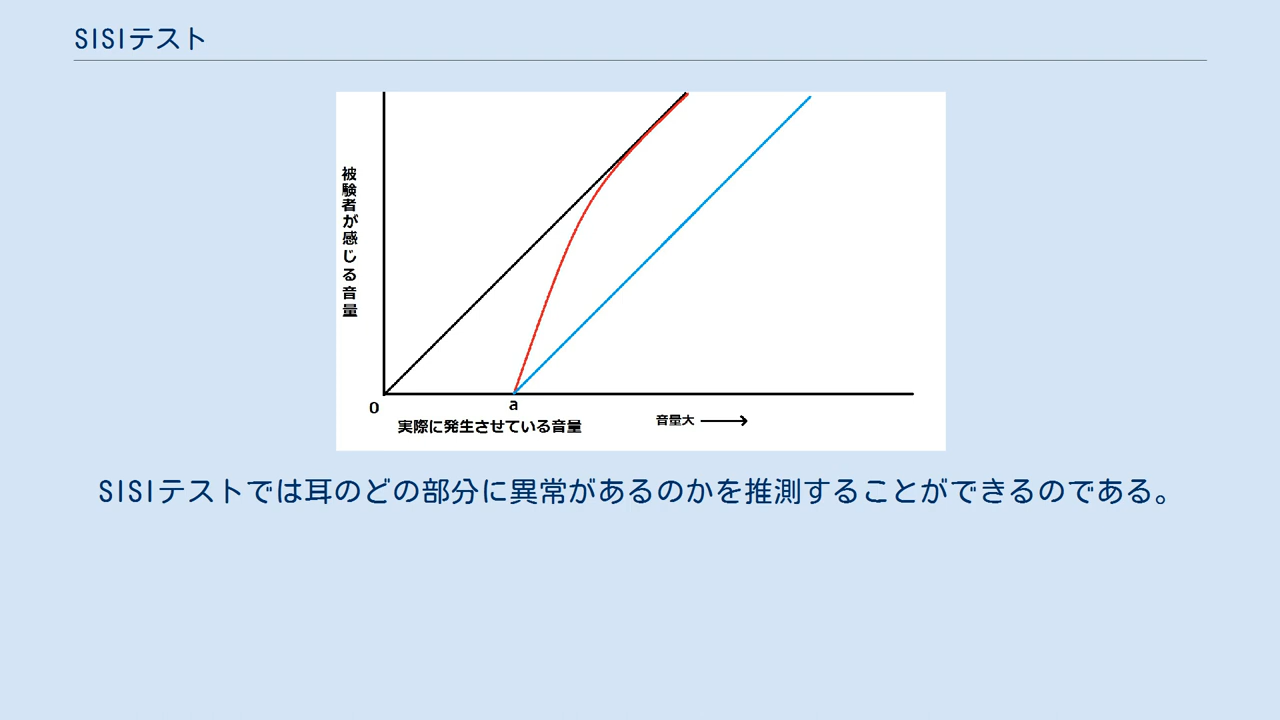 SISIテスト
被験者が感じる音量
0
a
実際に発生させている音量
音量大
SISIテストでは耳のどの部分に異常があるのかを推測することができるのである。